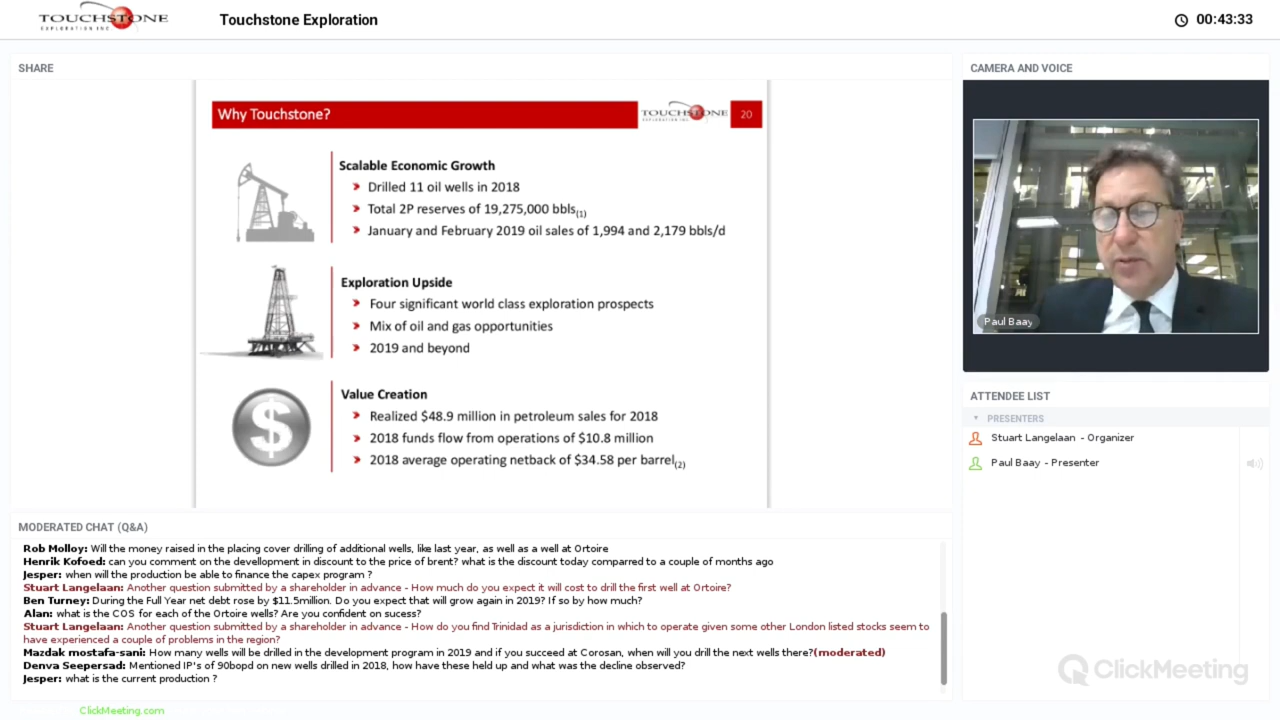 TOUCHSTONE
EXPLORATION INC
Touchstone Exploration
00:43:33
SHARE
CAMERA AND VOICE
Why Touchstone?
TOUCHSTONE
EXPLORATION INC
20
Scalable Economic Growth
Drilled 11 oil wells in 2018
Total 2P reserves of 19,275,000 bbls(1)
January and February 2019 oil sales of 1,994 and 2,179 bbls/d
Exploration Upside
Four significant world class exploration prospects
Mix of oil and gas opportunities
2019 and beyond
Value Creation
Realized $48.9 million in petroleum sales for 2018
2018 funds flow from operations of $10.8 million
2018 average operating netback of $34.58 per barrel(2)
$
Paul Baay
ATTENDEE LIST
PRESENTERS
Stuart Langelaan - Organizer
Paul Baay - Presenter
MODERATED CHAT (Q&A)
Rob Molloy: Will the money raised in the placing cover drilling of additional wells, like last year, as well as a well at Ortoire
Henrik Kofoed: can you comment on the devellopment in discount to the price of brent? what is the discount today comparred to a couple of months ago
Jesper: when will the production be able to finance the capex program ?
Stuart Langelaan: Another question submitted by a shareholder in advance - How much do you expect it will cost to drill the first well at Ortoire?
Ben Turney: During the Full Year net debt rose by $11.5million. Do you expect that will grow again in 2019? If so by how much?
Alan: what is the COS for each of the Ortoire wells? Are you confident on sucess?
Stuart Langelaan: Another question submitted by a shareholder in advance - How do you find Trinidad as a jurisdiction in which to operate given some other London listed stocks seem to
have experienced a couple of problems in the region?
Mazdak mostafa-sani: How many wells will be drilled in the development program in 2019 and if you succeed at Corosan, when will you drill the next wells there?(moderated)
Denva Seepersad: Mentioned IP's of 90bopd on new wells drilled in 2018, how have these held up and what was the decline observed?
Jesper: what is the current production ?
ClickMeeting
ClickMeeting.com